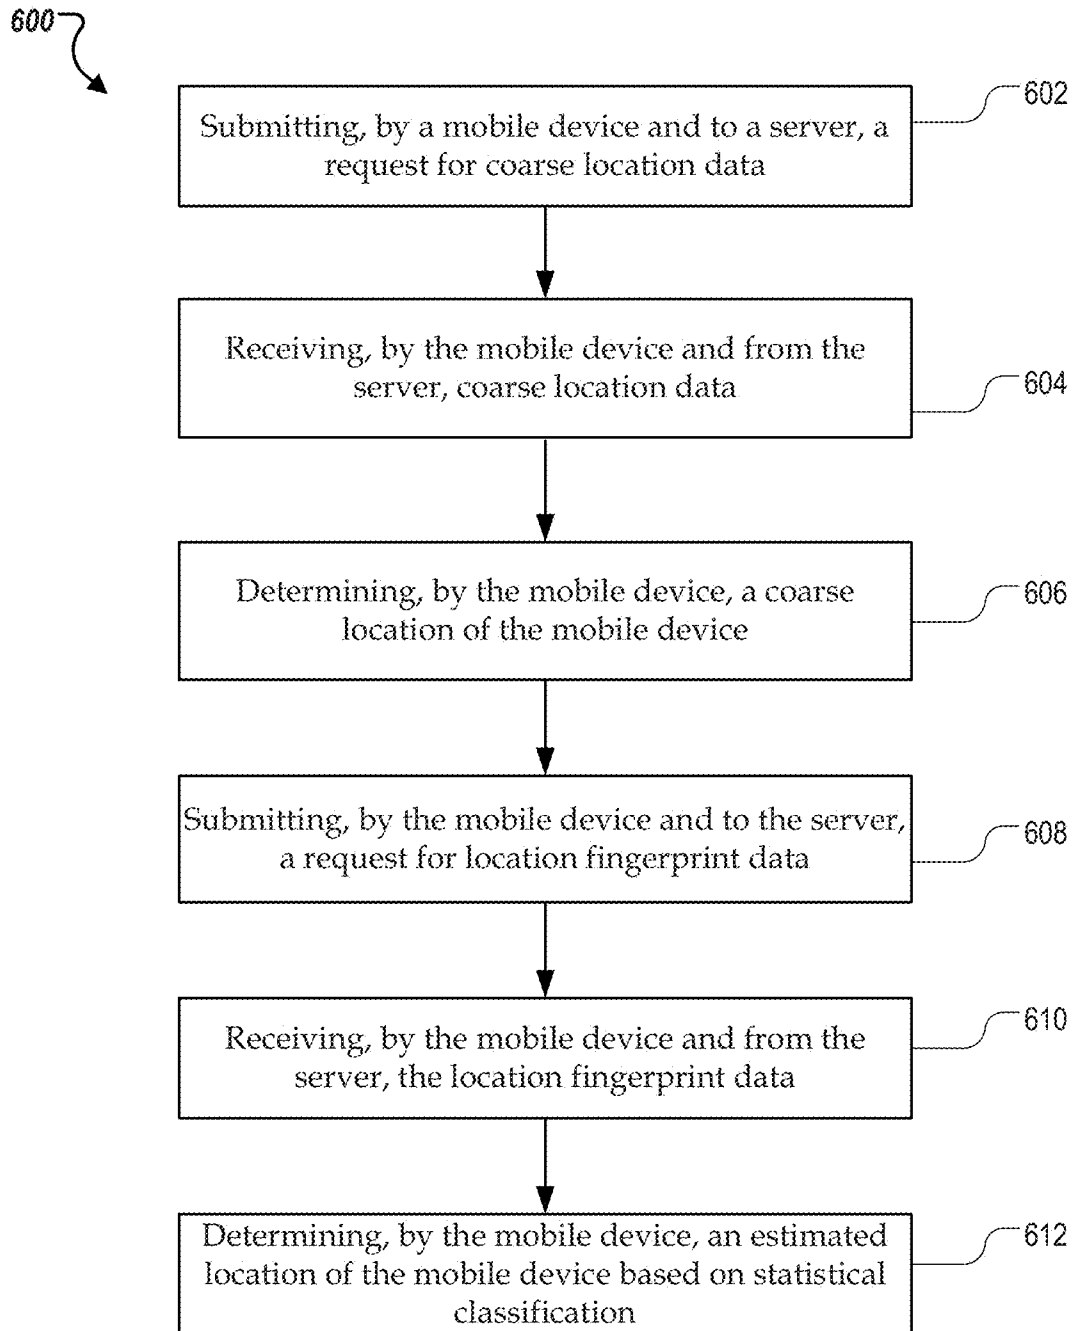 600
602
Submitting, by a mobile device and to a server, a
request for coarse location data
Receiving, by the mobile device and from the
server, coarse location data
604
Determining, by the mobile device, a coarse
location of the mobile device
606
Submitting, by the mobile device and to the server,
a request for location fingerprint data
608
Receiving, by the mobile device and from the
server, the location fingerprint data
610
Determining, by the mobile device, an estimated
location of the mobile device based on statistical
classification
612